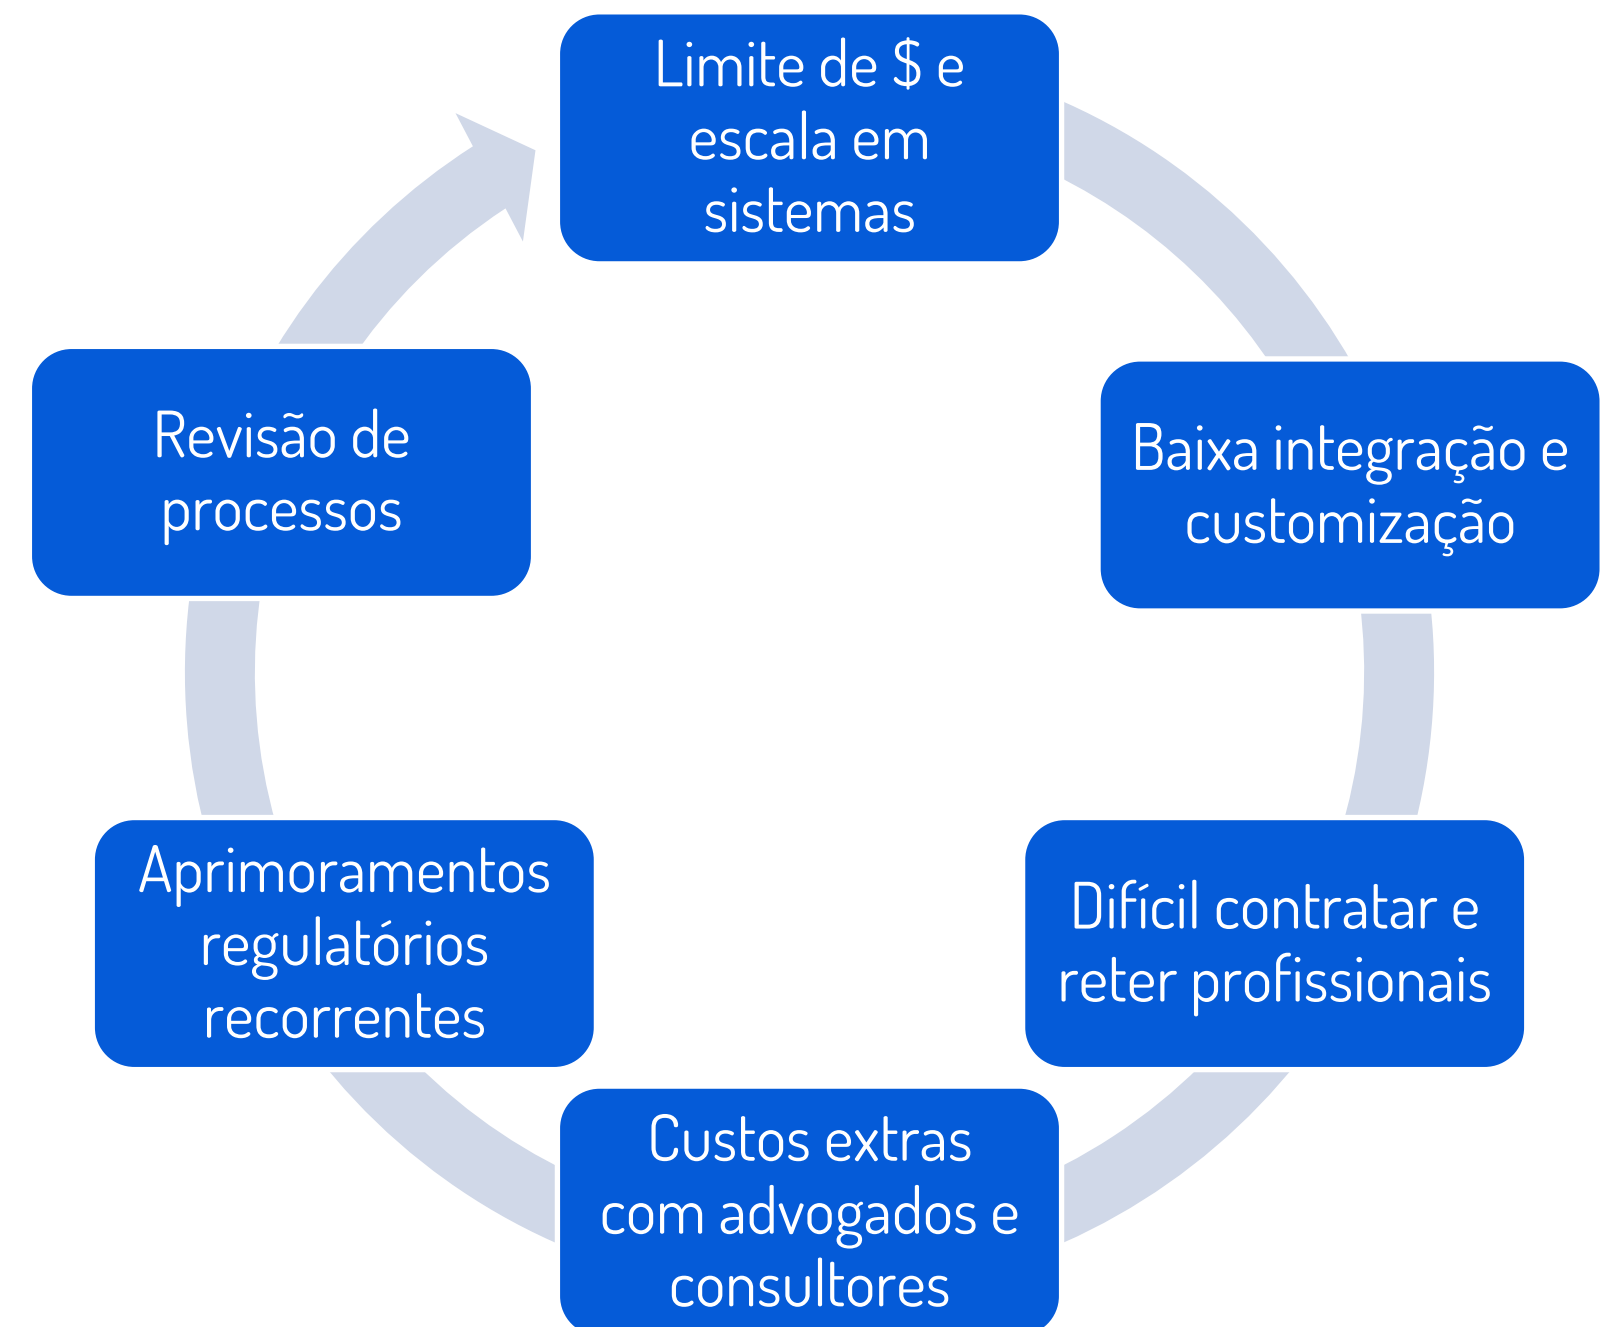 Limite de $ e
escala em
sistemas
Baixa integração e
customização
Difícil contratar e
reter profissionais
Custos extras
com advogados e
consultores
Aprimoramentos
regulatórios
recorrentes
Revisão de
processos